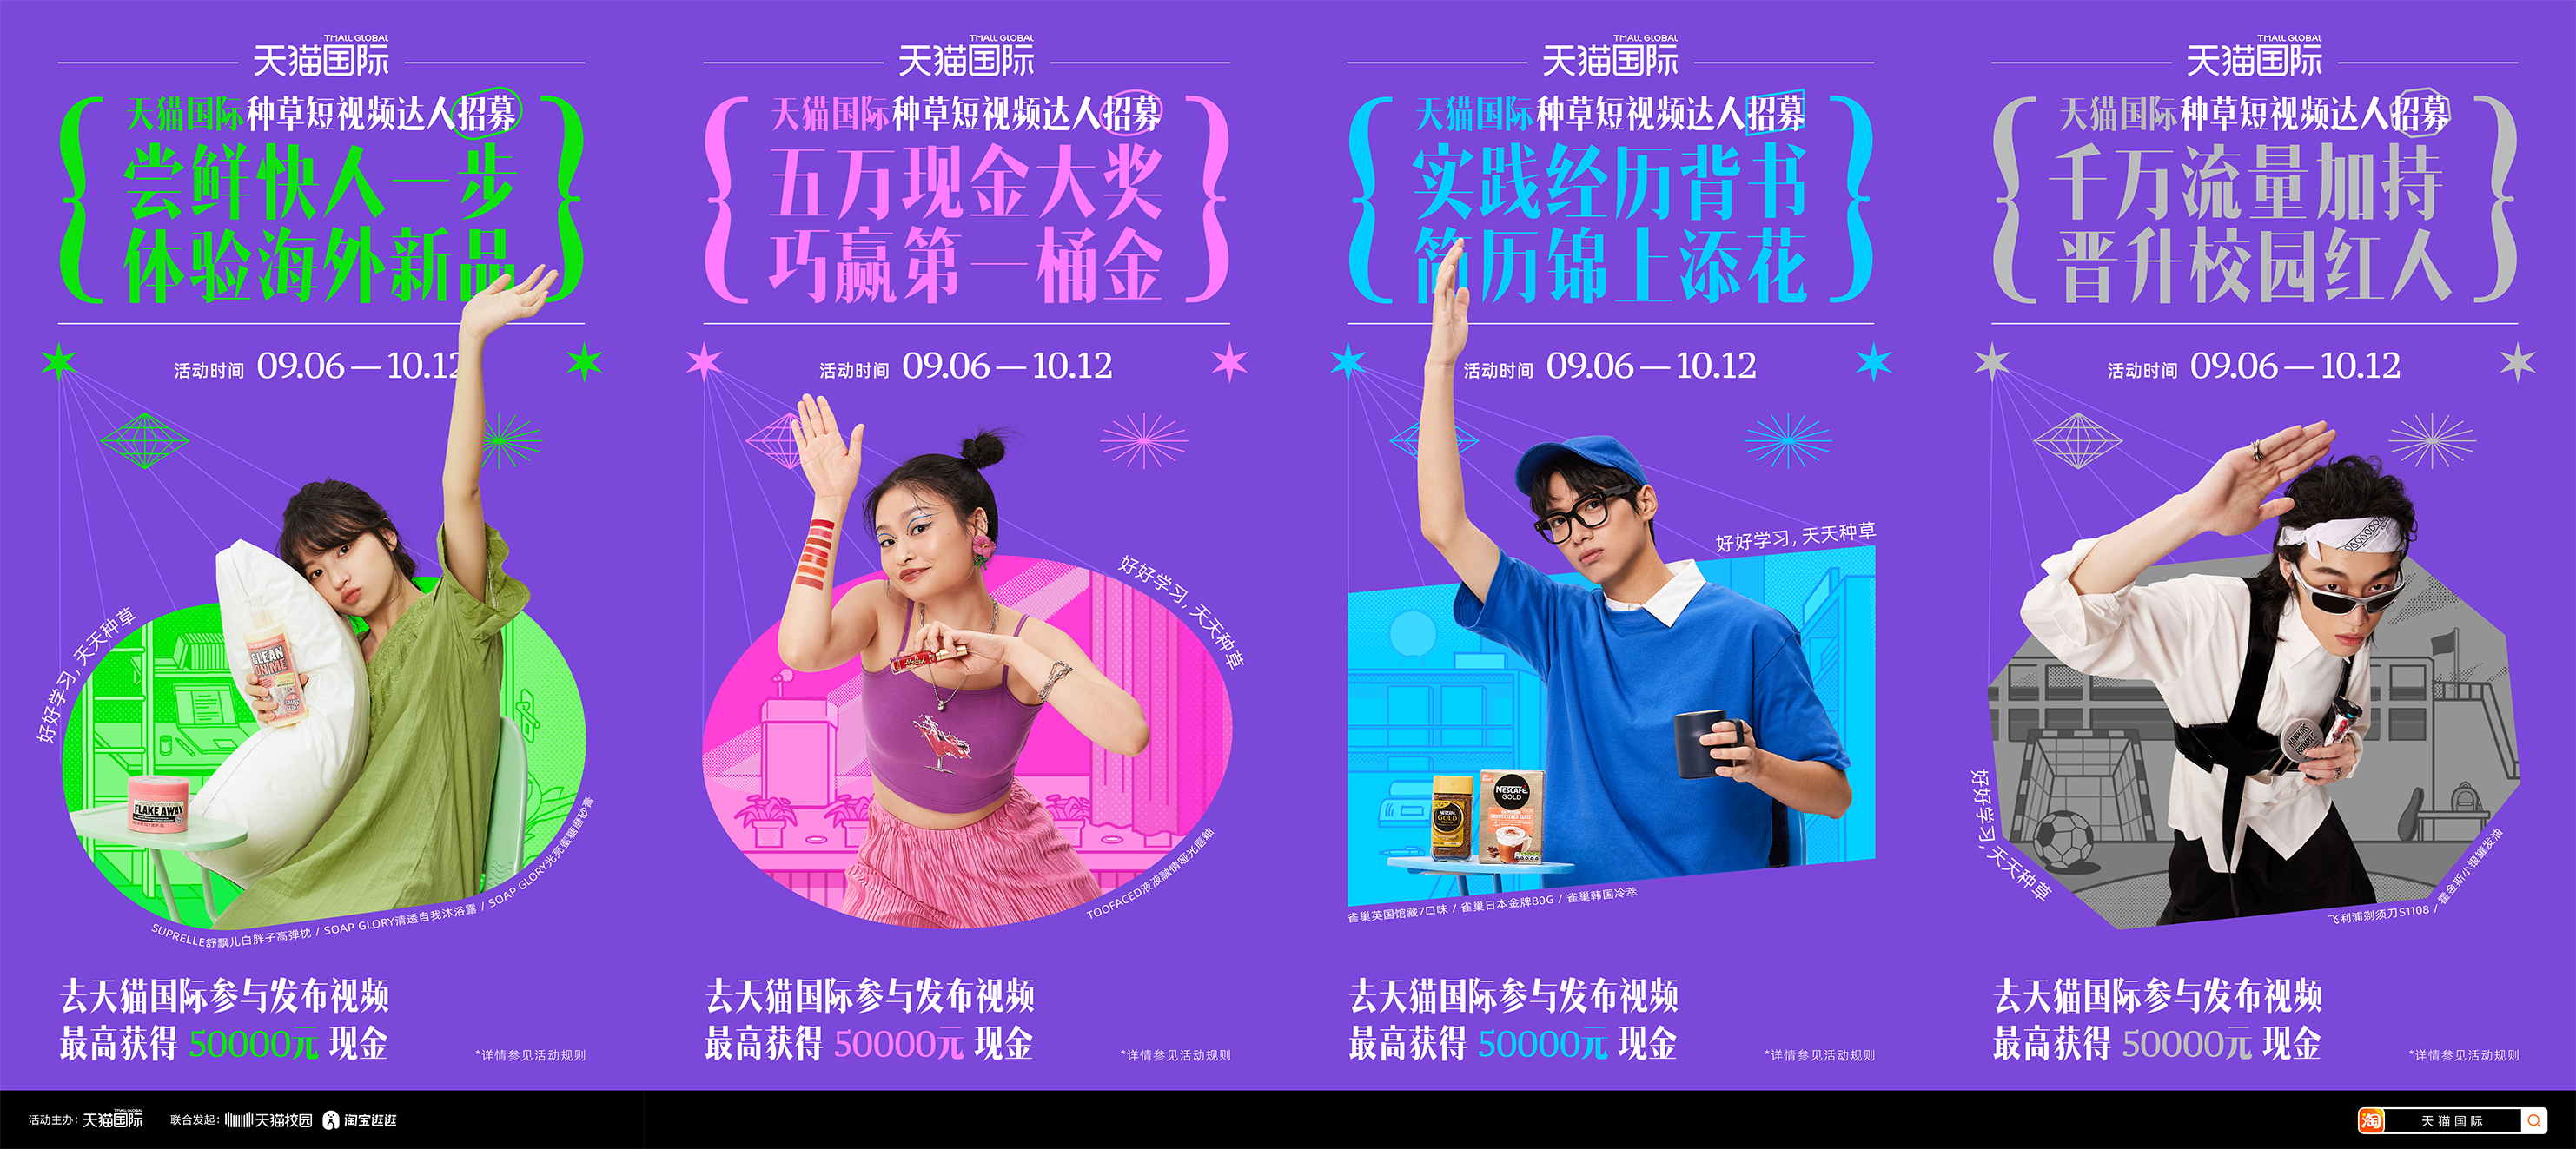 TMALL GLOBAL
天猫国际
天猫国际种草短视频达人招募
尝鲜快人一步
体验海外新品
活动时间 09.06—10.12
好好学习，天天种草
CLEAN ON ME
FLAKE AWAY
SUPRELLE舒飘儿白胖子高弹枕 / SOAP GLORY清透自我沐浴露 / SOAP GLORY光亮蜜糖磨砂膏
去天猫国际参与发布视频
最高获得 50000元 现金
*详情参见活动规则
TMALL GLOBAL
天猫国际
天猫国际种草短视频达人招募
五万现金大奖
巧赢第一桶金
活动时间 09.06—10.12
好好学习，天天种草
TOOFACED液液融情哑光唇釉
去天猫国际参与发布视频
最高获得 50000元 现金
*详情参见活动规则
TMALL GLOBAL
天猫国际
天猫国际种草短视频达人招募
实践经历背书
简历锦上添花
活动时间 09.06—10.12
好好学习，天天种草
NESCAFÉ
GOLD
GOLD
雀巢英国馆藏7口味 / 雀巢日本金牌80G / 雀巢韩国冷萃
去天猫国际参与发布视频
最高获得 50000元 现金
*详情参见活动规则
TMALL GLOBAL
天猫国际
天猫国际种草短视频达人招募
千万流量加持
晋升校园红人
活动时间 09.06—10.12
好好学习，天天种草
飞利浦剃须刀S1108 / 霍金斯小银罐发油
去天猫国际参与发布视频
最高获得 50000元 现金
*详情参见活动规则
活动主办：天猫国际 TMALL GLOBAL 联合发起：天猫校园 淘宝逛逛
淘 天猫国际